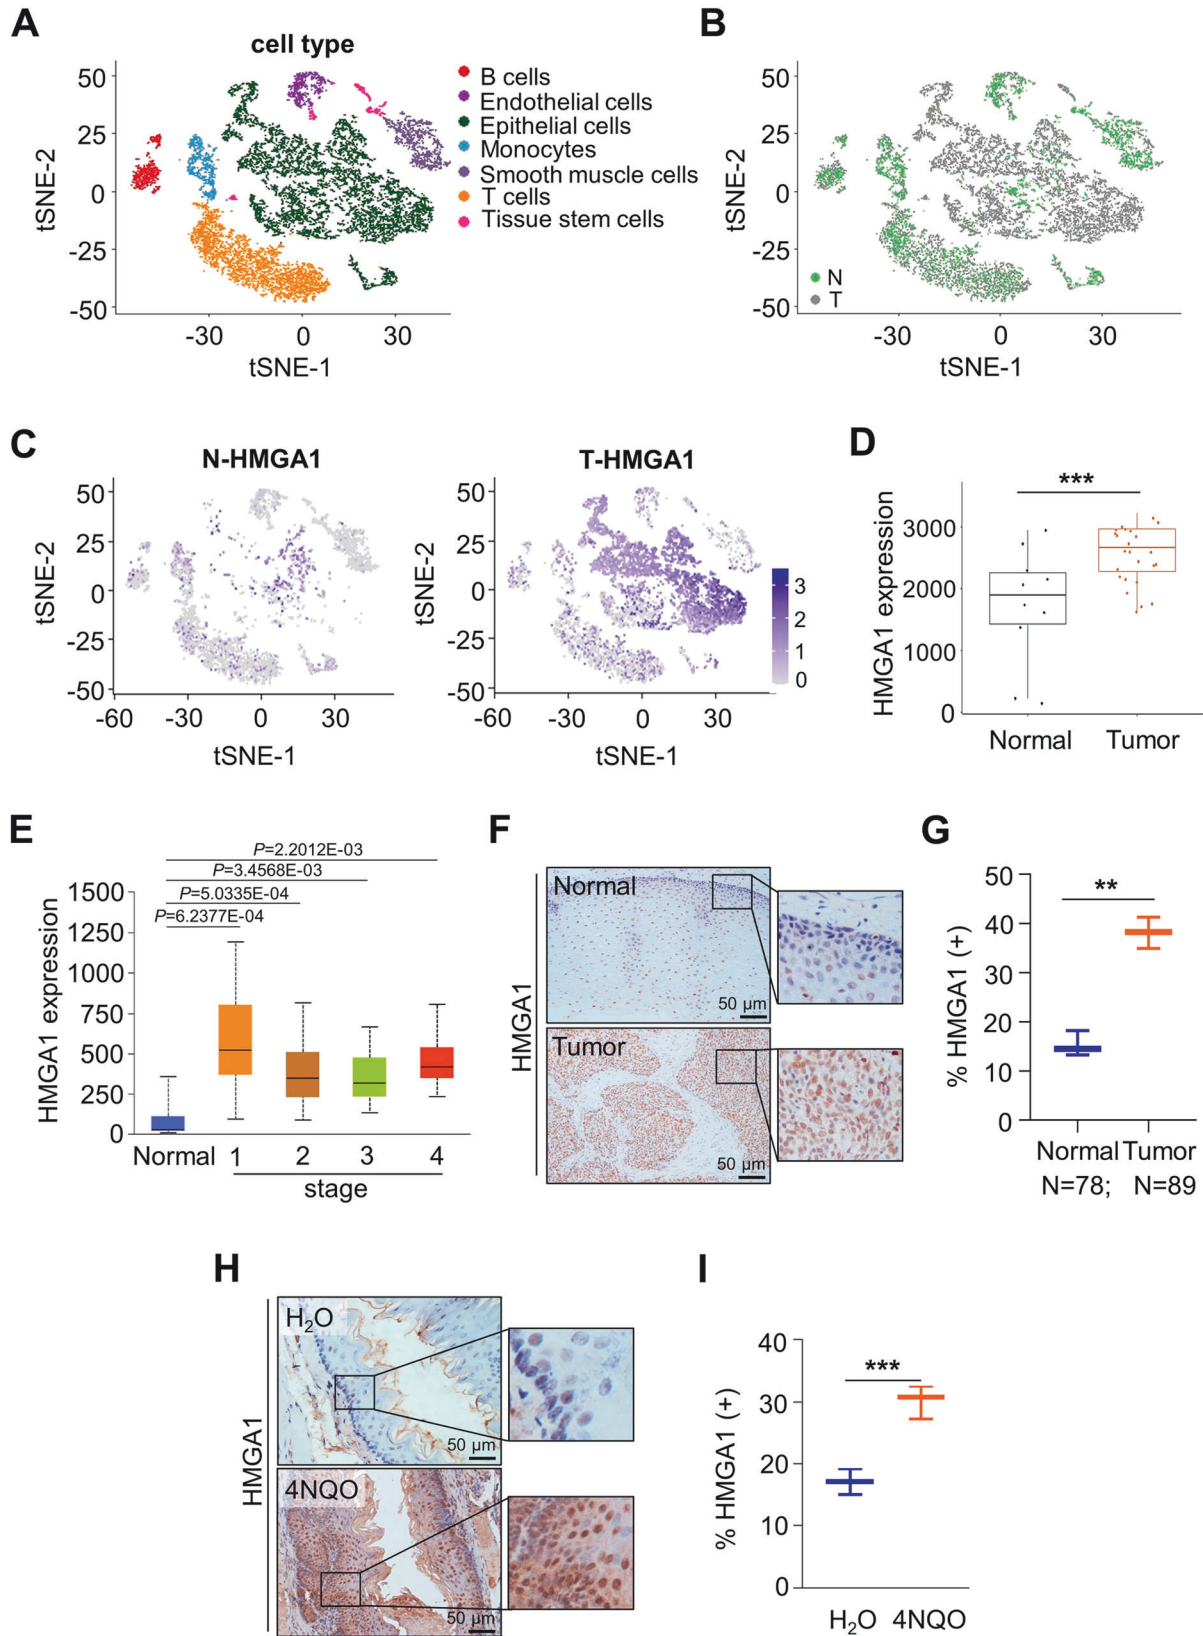 A
cell type
50
25
0
-25
-50
tSNE-2
-30
0
30
tSNE-1
B cells
Endothelial cells
Epithelial cells
Monocytes
Smooth muscle cells
T cells
Tissue stem cells
B
50
25
0
-25
-50
tSNE-2
N
T
-30
0
30
tSNE-1
C
N-HMGA1
50
25
0
-25
-50
tSNE-2
-60
-30
0
30
tSNE-1
T-HMGA1
50
25
0
-25
-50
tSNE-2
-60
-30
0
30
tSNE-1
3
2
1
0
D
***
HMGA1 expression
3000
2000
1000
0
Normal
Tumor
E
P=2.2012E-03
P=3.4568E-03
P=5.0335E-04
P=6.2377E-04
HMGA1 expression
1500
1250
1000
750
500
250
0
Normal
1
2
3
4
stage
F
HMGA1
Normal
50 µm
Tumor
50 µm
G
**
% HMGA1 (+)
50
40
30
20
10
0
Normal
Tumor
N=78;
N=89
H
HMGA1
H2O
50 µm
4NQO
50 µm
I
***
% HMGA1 (+)
40
30
20
10
0
H2O
4NQO